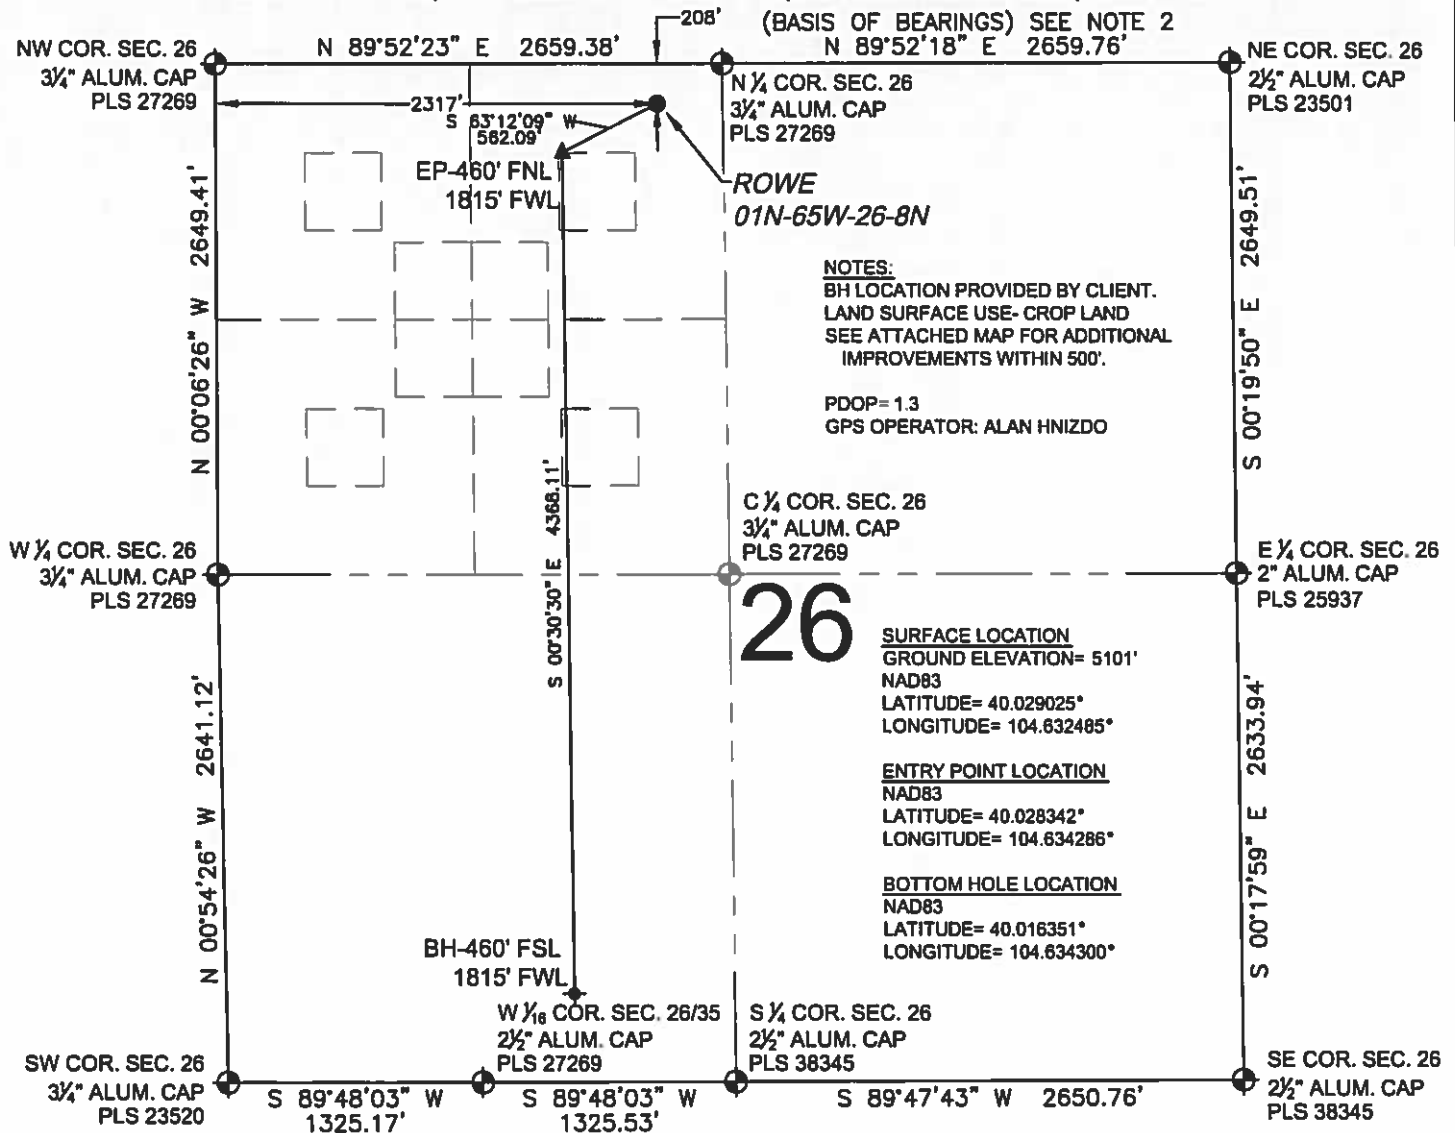 208'
(BASIS OF BEARINGS) SEE NOTE 2
N 89°52'23" E 2659.38'
N 89°52'18" E 2659.76'
NW COR. SEC. 26
3¼" ALUM. CAP
PLS 27269
N ¼ COR. SEC. 26
3¼" ALUM. CAP
PLS 27269
NE COR. SEC. 26
2½" ALUM. CAP
PLS 23501
2317'
S 63°12'09" W
562.09'
EP-460' FNL
1815' FWL
ROWE
01N-65W-26-8N
N 00°06'26" W 2649.41'
S 00°19'50" E 2649.51'
NOTES:
BH LOCATION PROVIDED BY CLIENT.
LAND SURFACE USE- CROP LAND
SEE ATTACHED MAP FOR ADDITIONAL
IMPROVEMENTS WITHIN 500'.
PDOP= 1.3
GPS OPERATOR: ALAN HNIZDO
S 00°30'30" E 4368.11'
C ¼ COR. SEC. 26
3¼" ALUM. CAP
PLS 27269
W ¼ COR. SEC. 26
3¼" ALUM. CAP
PLS 27269
E ¼ COR. SEC. 26
2" ALUM. CAP
PLS 25937
26
SURFACE LOCATION
GROUND ELEVATION= 5101'
NAD83
LATITUDE= 40.029025°
LONGITUDE= 104.632485°
ENTRY POINT LOCATION
NAD83
LATITUDE= 40.028342°
LONGITUDE= 104.634286°
BOTTOM HOLE LOCATION
NAD83
LATITUDE= 40.016351°
LONGITUDE= 104.634300°
N 00°54'26" W 2641.12'
S 00°17'59" E 2633.94'
BH-460' FSL
1815' FWL
W 1⁄16 COR. SEC. 26/35
2½" ALUM. CAP
PLS 27269
S ¼ COR. SEC. 26
2½" ALUM. CAP
PLS 38345
SW COR. SEC. 26
3¼" ALUM. CAP
PLS 23520
SE COR. SEC. 26
2½" ALUM. CAP
PLS 38345
S 89°48'03" W
1325.17'
S 89°48'03" W
1325.53'
S 89°47'43" W 2650.76'